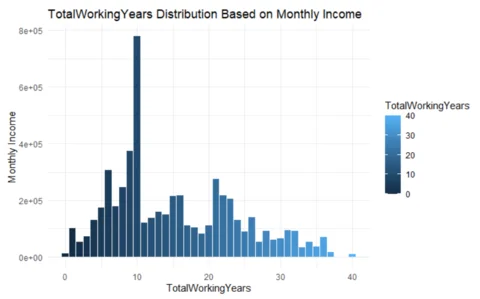 TotalWorkingYears Distribution Based on Monthly Income
8e+05
6e+05
4e+05
2e+05
0e+00
Monthly Income
0 10 20 30 40
TotalWorkingYears
TotalWorkingYears
40
30
20
10
0